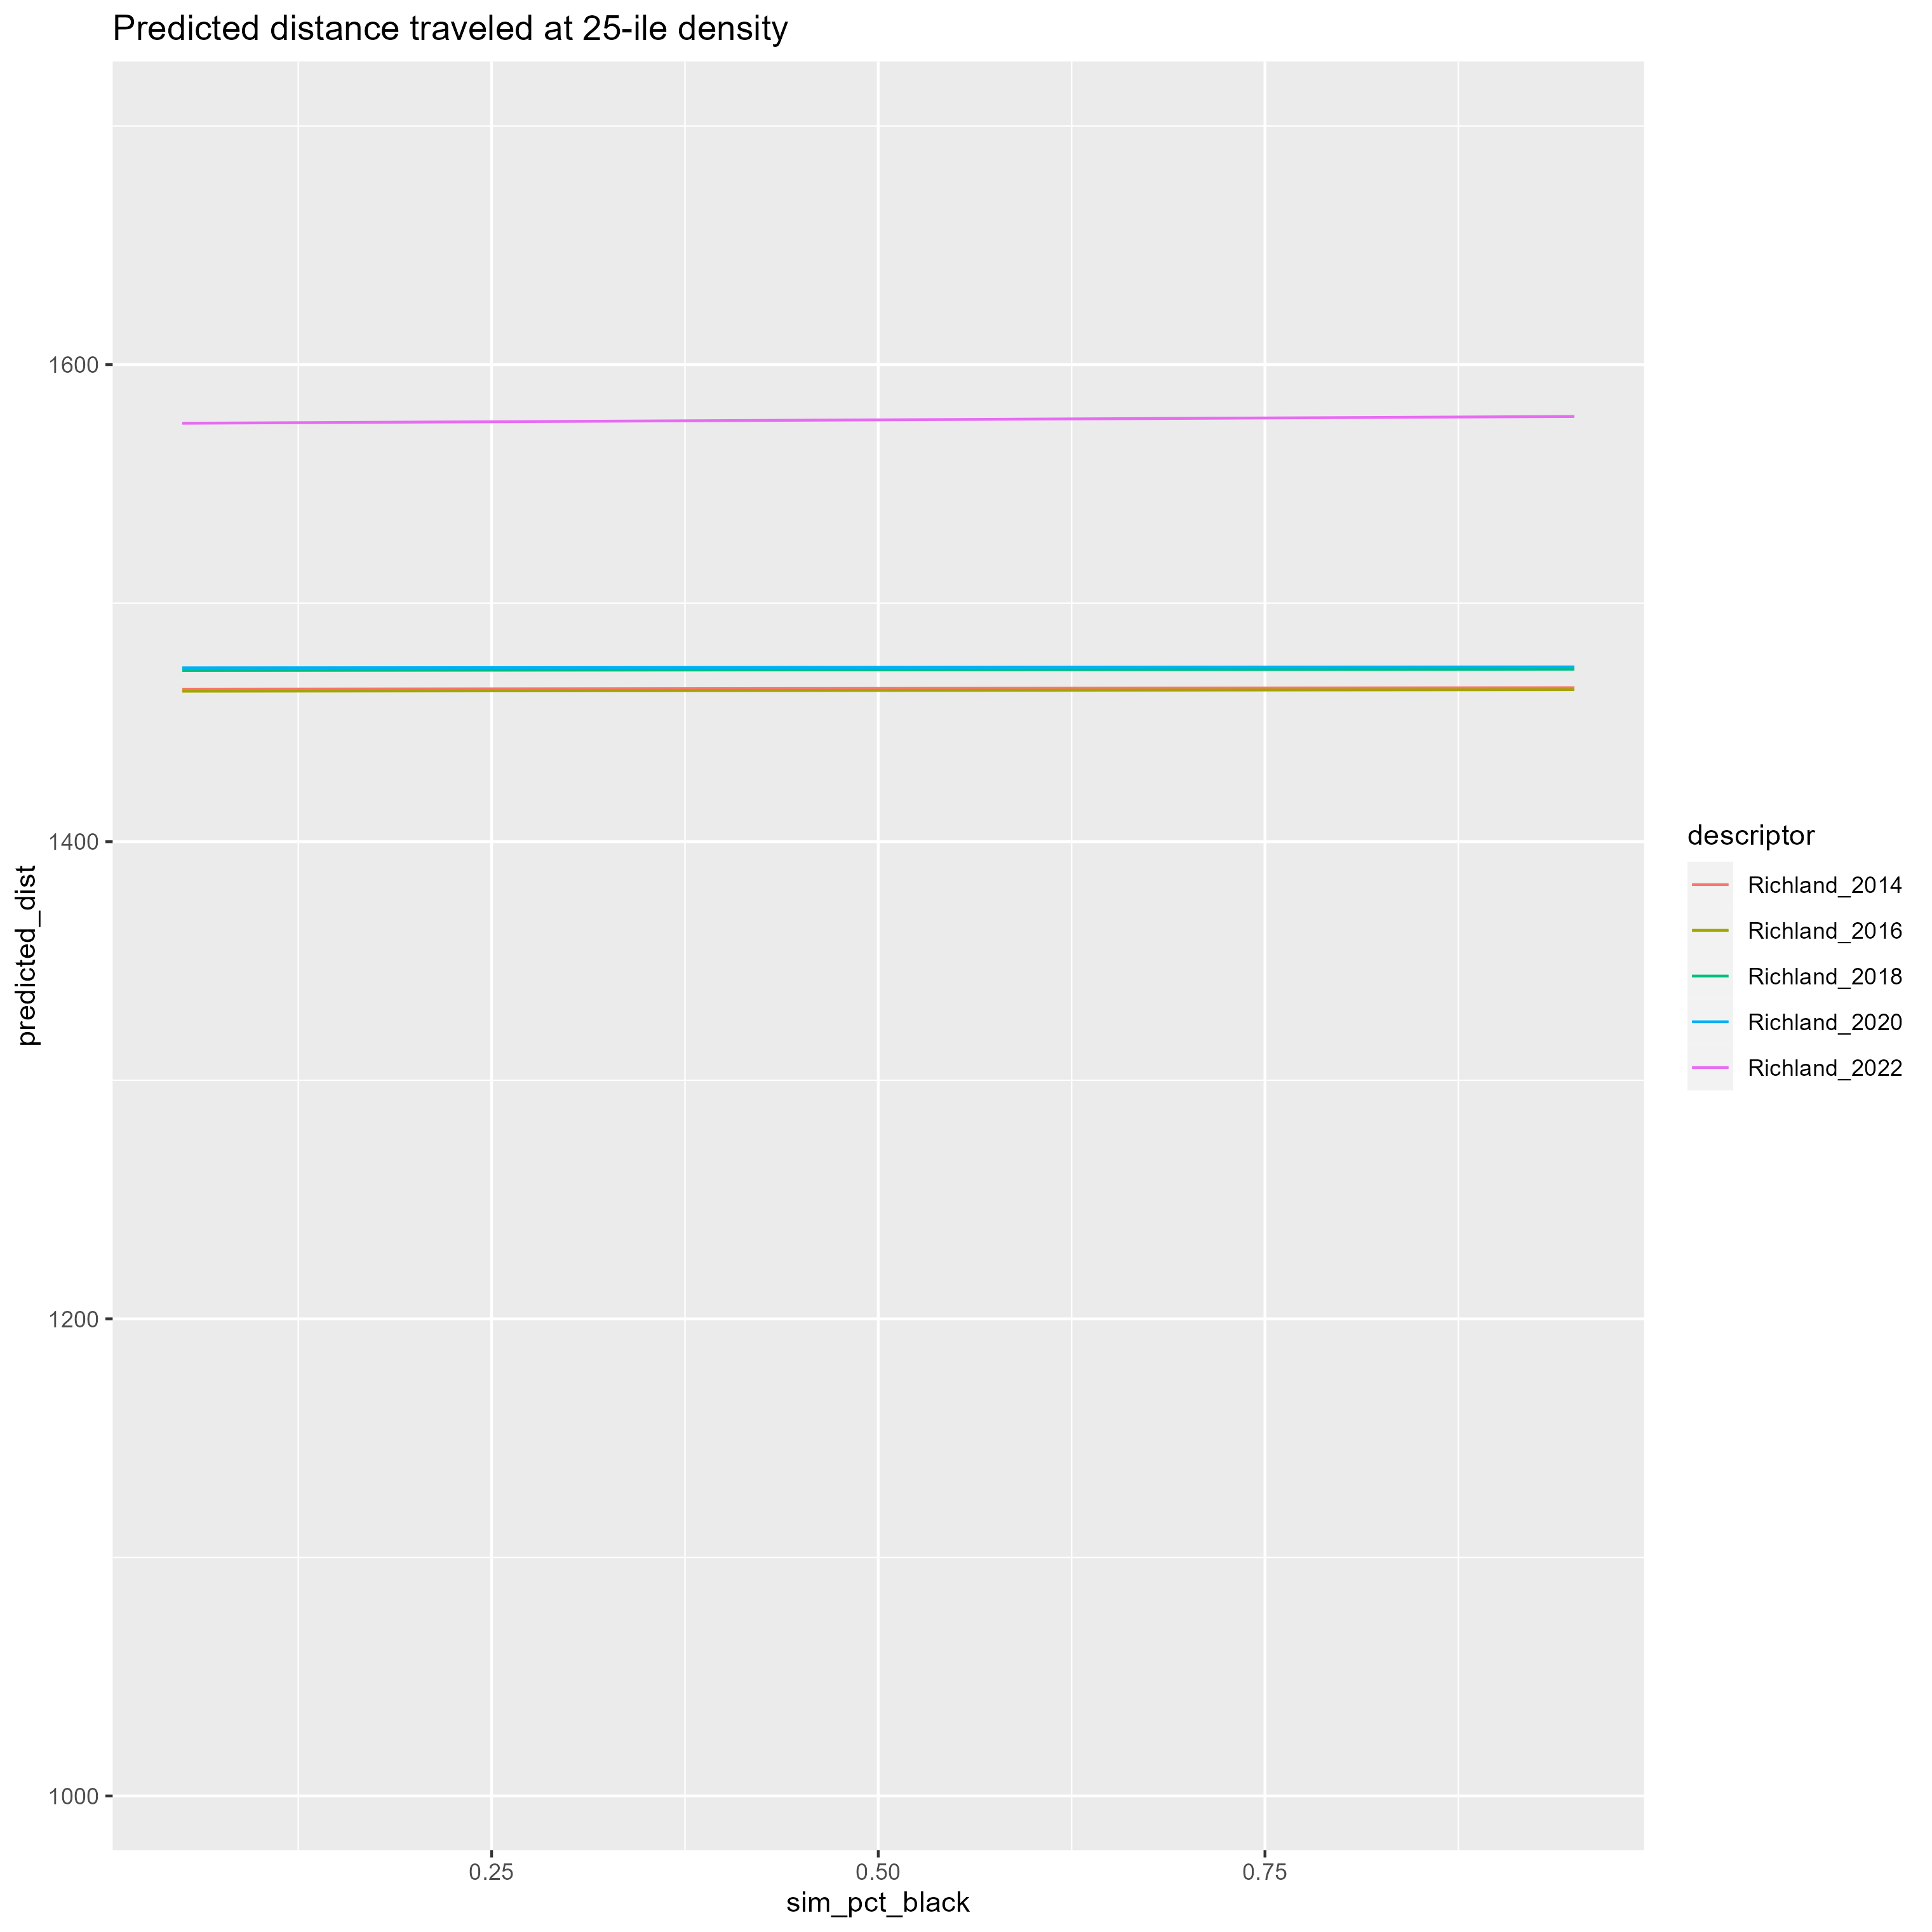 Predicted distance traveled at 25-ile density
1600
1400
1200
1000
predicted_dist
0.25
0.50
0.75
sim_pct_black
descriptor
Richland_2014
Richland_2016
Richland_2018
Richland_2020
Richland_2022